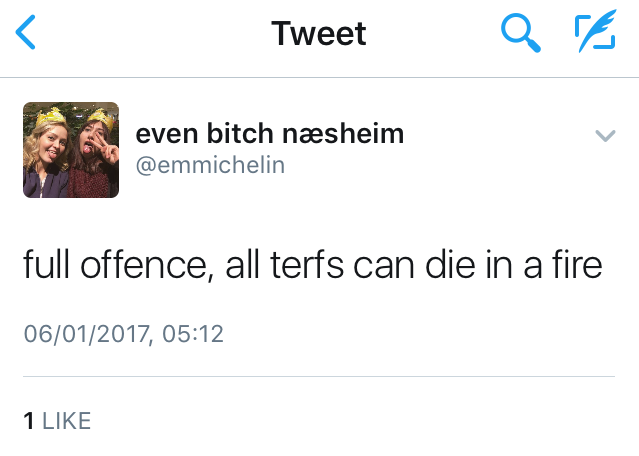 Tweet
even bitch næsheim
@emmichelin
full offence, all terfs can die in a fire
06/01/2017, 05:12
1 LIKE